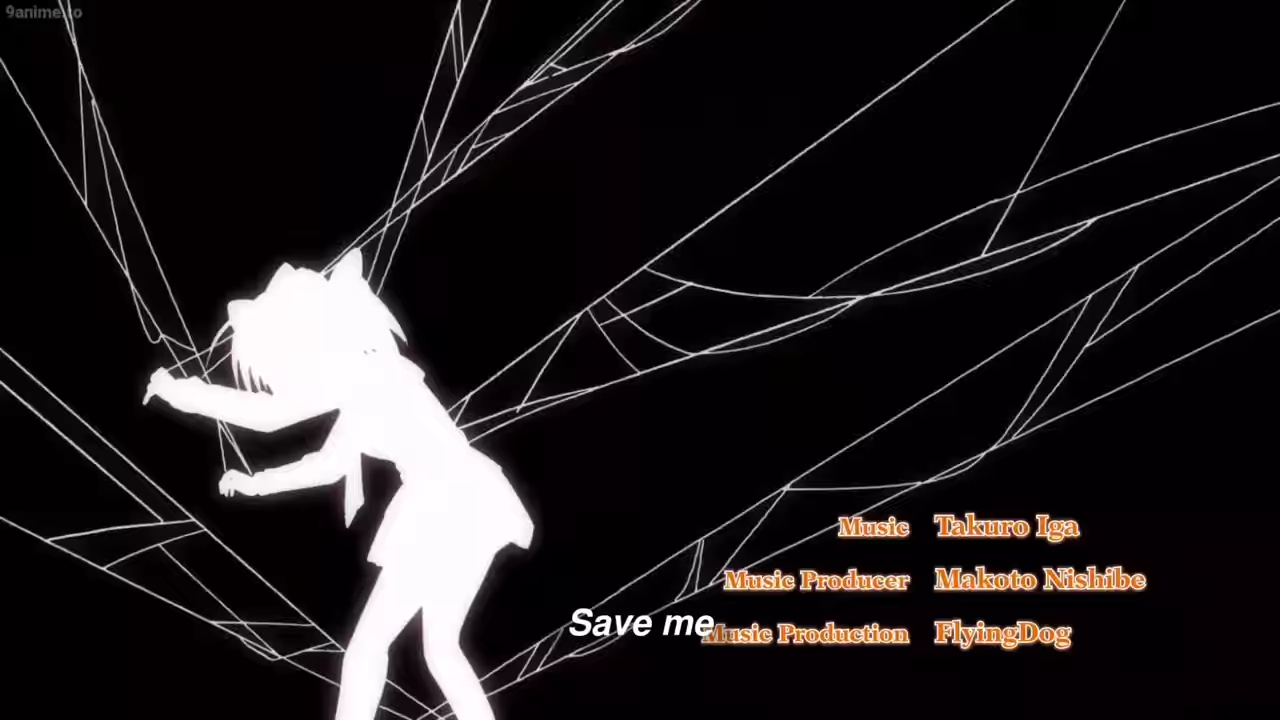 9anime.to
Music Takuro Iga
Music Producer Makoto Nishibe
Save me
Music Production FlyingDog